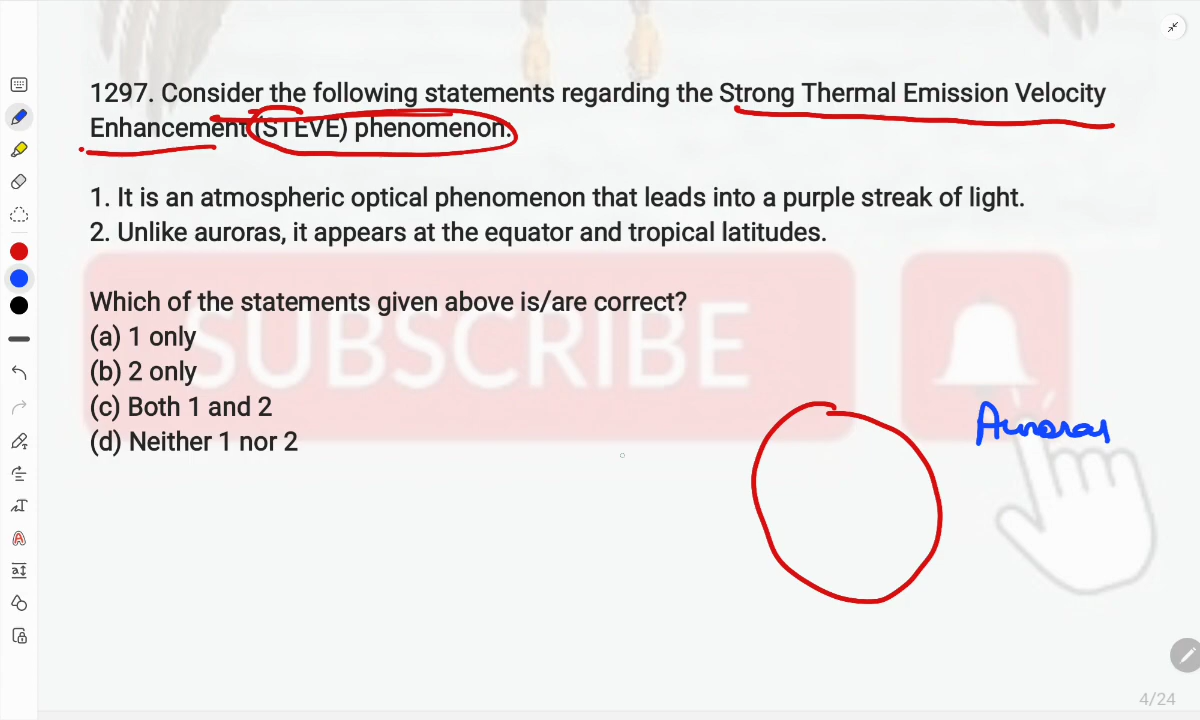 1297. Consider the following statements regarding the Strong Thermal Emission Velocity
Enhancement (STEVE) phenomenon.
1. It is an atmospheric optical phenomenon that leads into a purple streak of light.
2. Unlike auroras, it appears at the equator and tropical latitudes.
Which of the statements given above is/are correct?
(a) 1 only
(b) 2 only
(c) Both 1 and 2
(d) Neither 1 nor 2
SUBSCRIBE
Auroras
4/24